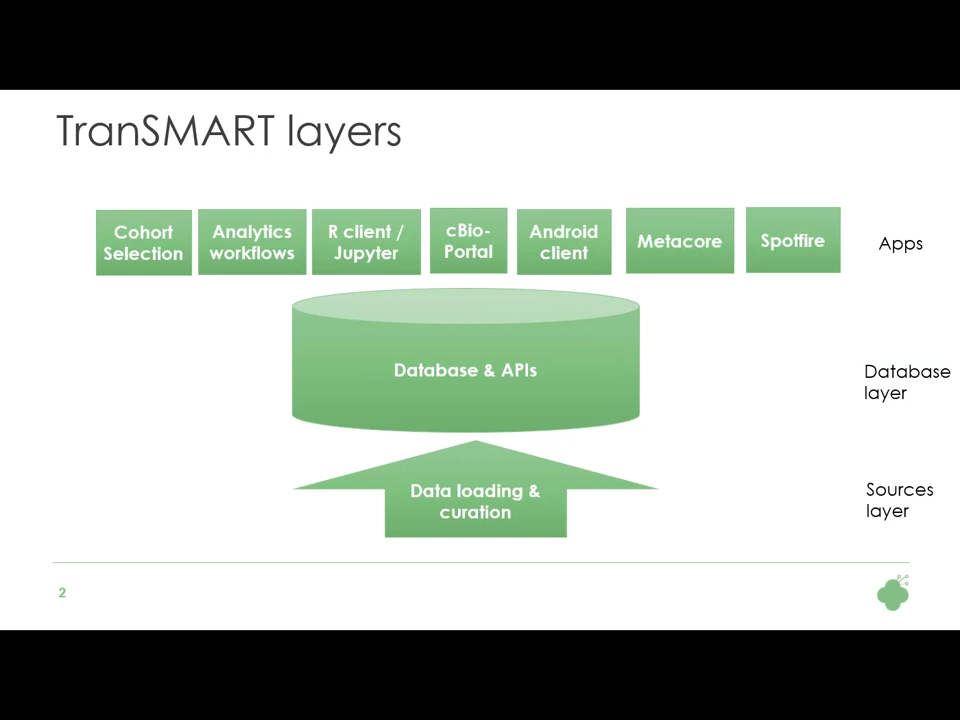 TranSMART layers
Cohort
Selection
Analytics
workflows
R client /
Jupyter
cBio-
Portal
Android
client
Metacore
Spotfire
Apps
Database & APIs
Database
layer
Data loading &
curation
Sources
layer
2